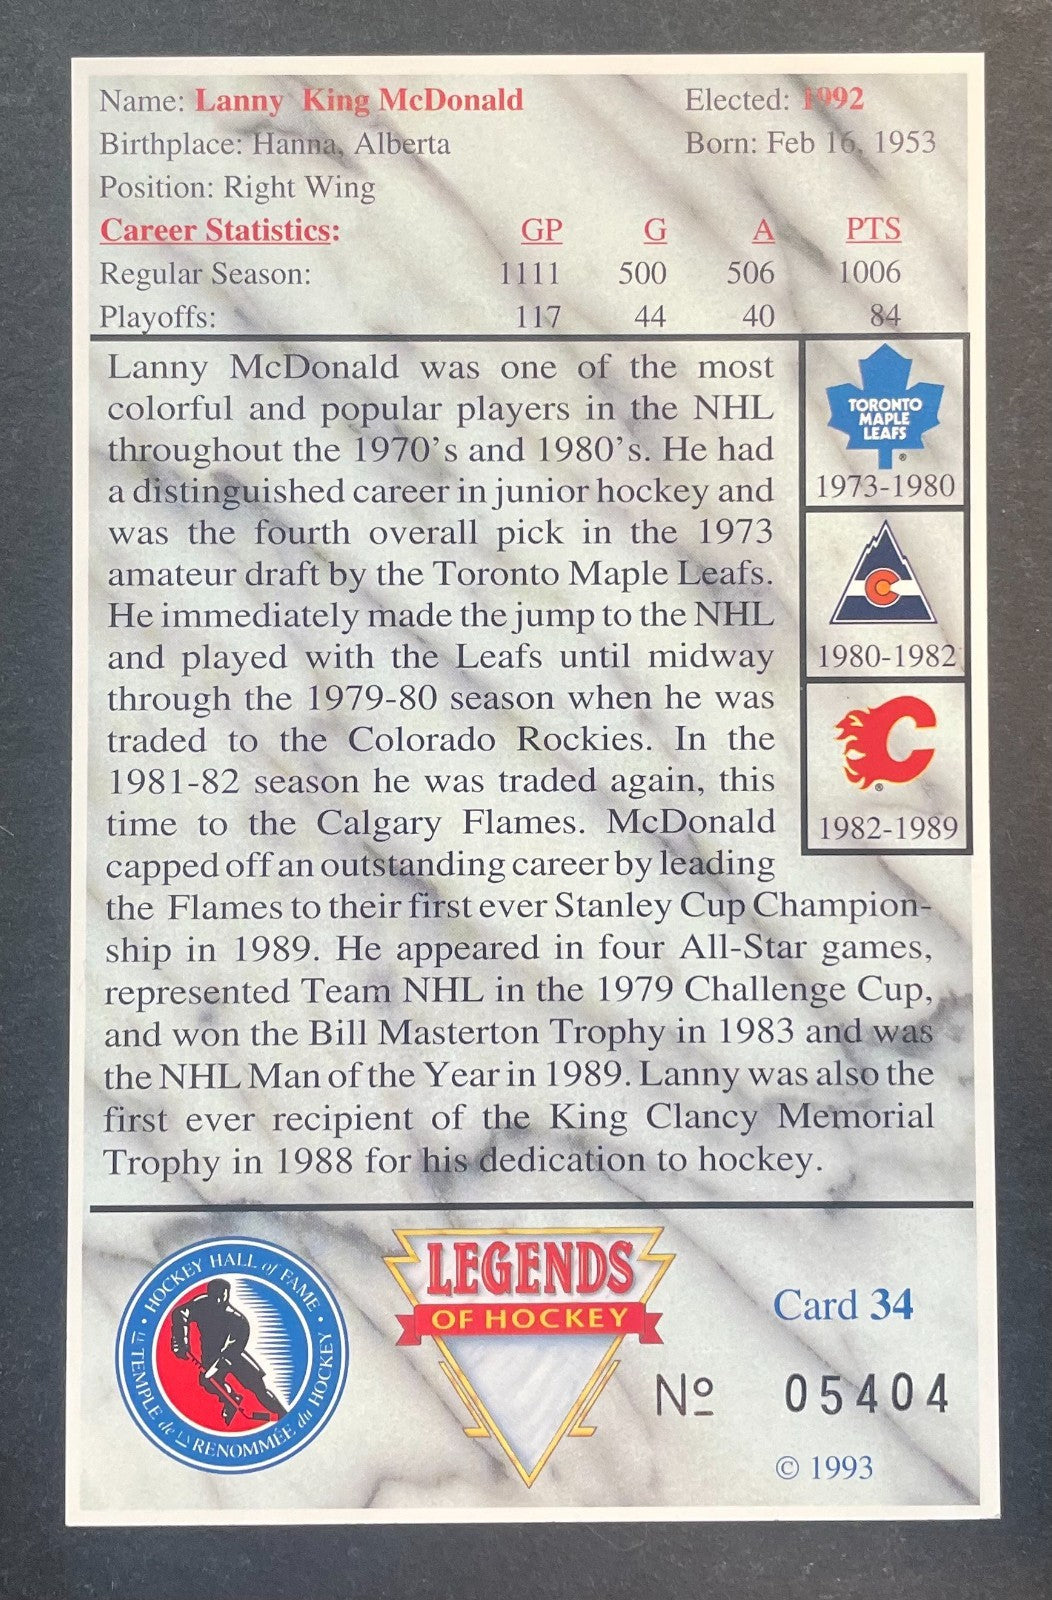 Name: Lanny King McDonald Elected: 1992
Birthplace: Hanna, Alberta Born: Feb 16, 1953
Position: Right Wing
Career Statistics: GP G A PTS
Regular Season: 1111 500 506 1006
Playoffs: 117 44 40 84
Lanny McDonald was one of the most
colorful and popular players in the NHL
throughout the 1970's and 1980's. He had
a distinguished career in junior hockey and
was the fourth overall pick in the 1973
amateur draft by the Toronto Maple Leafs.
He immediately made the jump to the NHL
and played with the Leafs until midway
through the 1979-80 season when he was
traded to the Colorado Rockies. In the
1981-82 season he was traded again, this
time to the Calgary Flames. McDonald
capped off an outstanding career by leading
the Flames to their first ever Stanley Cup Champion-
ship in 1989. He appeared in four All-Star games,
represented Team NHL in the 1979 Challenge Cup,
and won the Bill Masterton Trophy in 1983 and was
the NHL Man of the Year in 1989. Lanny was also the
first ever recipient of the King Clancy Memorial
Trophy in 1988 for his dedication to hockey.
TORONTO
MAPLE
LEAFS
®
1973-1980
C
1980-1982
C
®
1982-1989
• HOCKEY HALL of FAME •
LE TEMPLE de LA RENOMMÉE du HOCKEY
LEGENDS
OF HOCKEY
Card 34
Nº 05404
© 1993